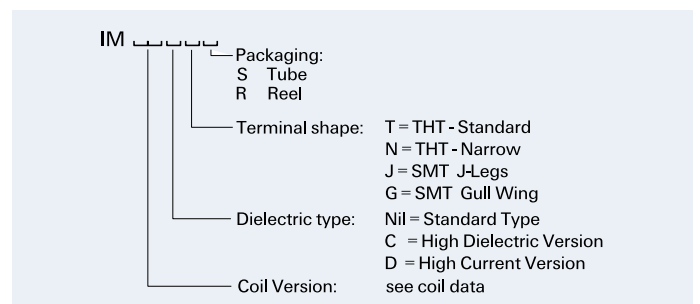 IM
Packaging:
S Tube
R Reel
Terminal shape: T = THT - Standard
N = THT - Narrow
J = SMT J-Legs
G = SMT Gull Wing
Dielectric type: Nil = Standard Type
C = High Dielectric Version
D = High Current Version
Coil Version: see coil data